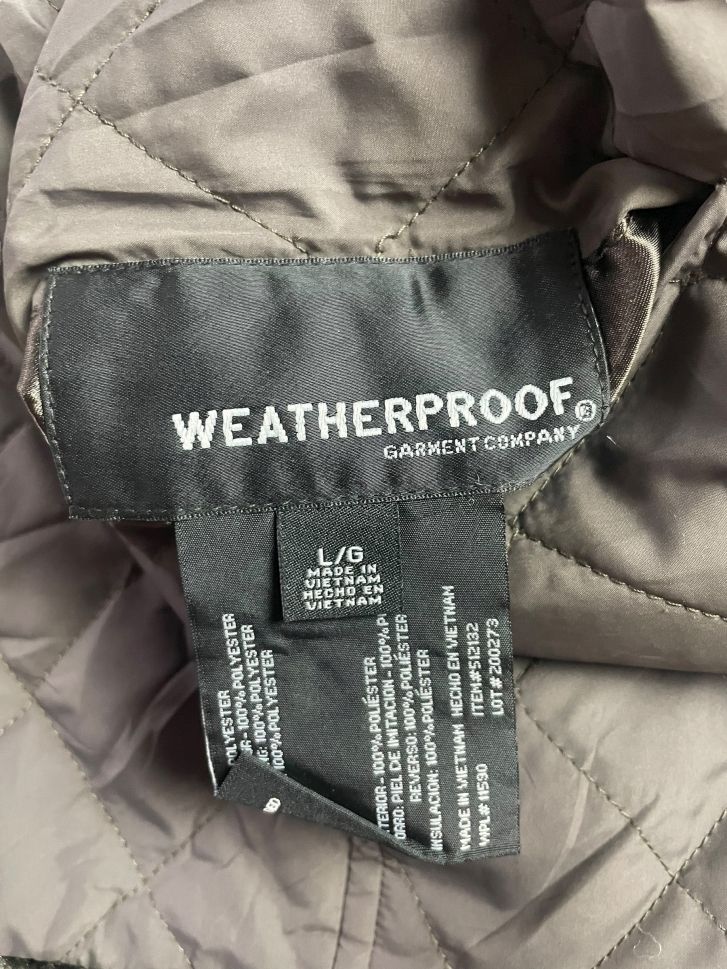 WEATHERPROOF®
GARMENT COMPANY
L/G
MADE IN
VIETNAM
HECHO EN
VIETNAM
POLYESTER
100% POLYESTER
100% POLYESTER
100% POLYESTER
TERIOR - 100% POLIÉSTER
ORRO: PIEL DE IMITACION - 100% P
REVERSO: 100% POLIÉSTER
INSULACIÓN: 100% POLIÉSTER
MADE IN VIETNAM HECHO EN VIETNAM
WPL# 11590 ITEM#512132
LOT # 200273